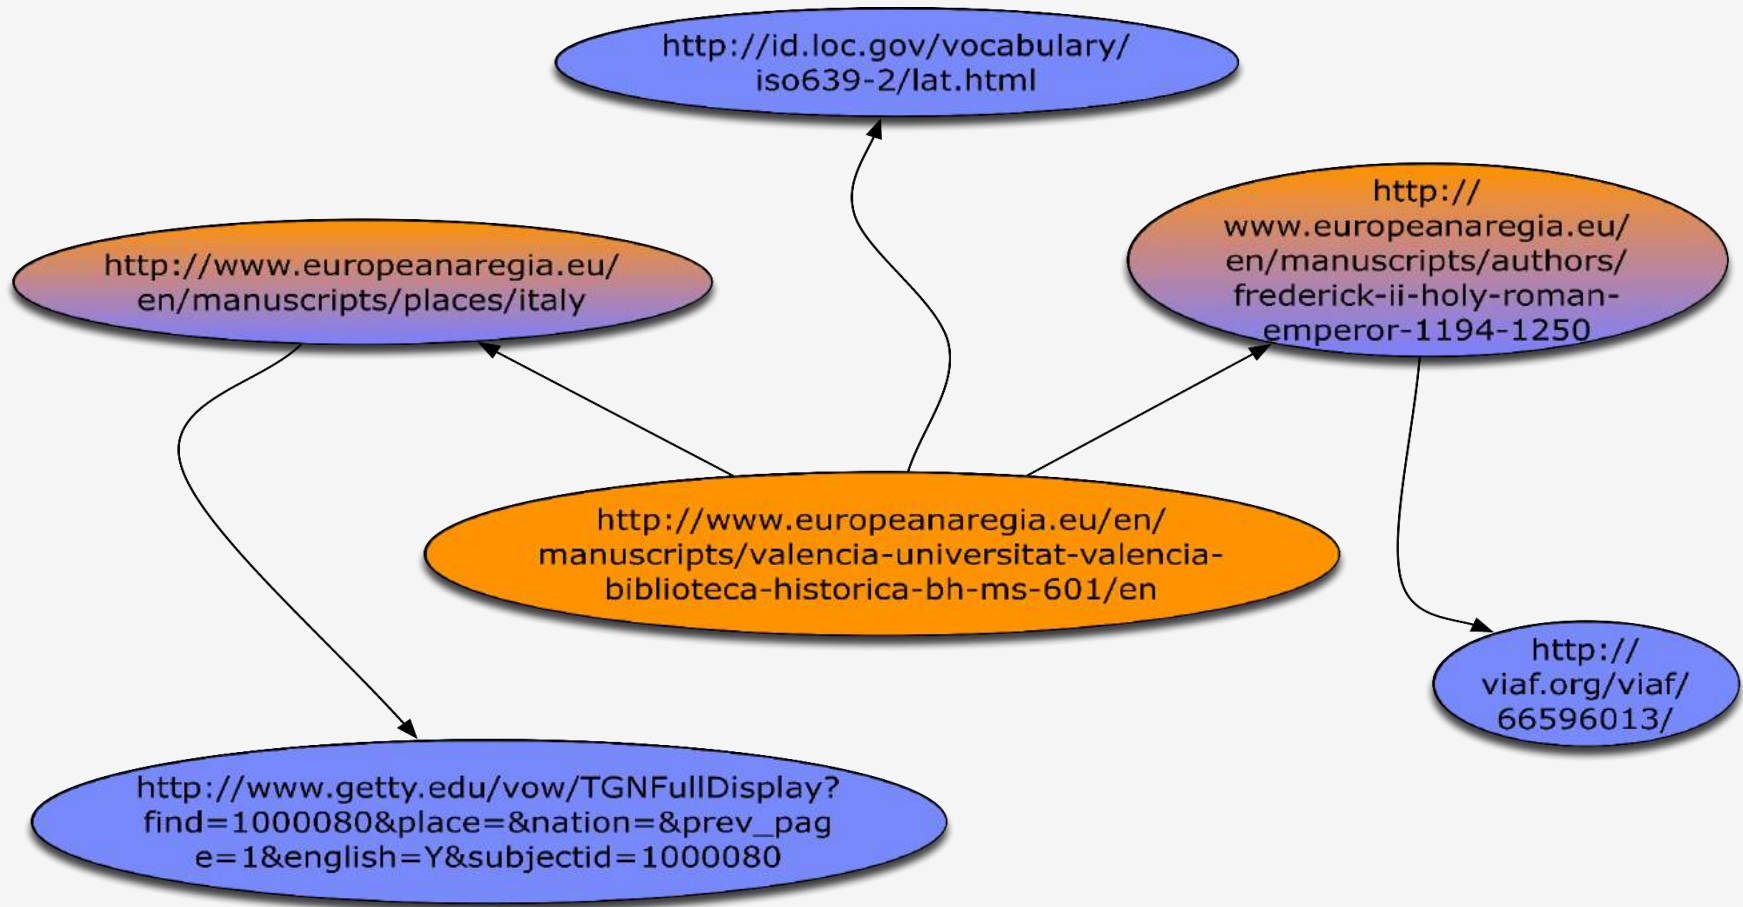 http://id.loc.gov/vocabulary/
iso639-2/lat.html
http://
www.europeanaregia.eu/
en/manuscripts/authors/
frederick-ii-holy-roman-
emperor-1194-1250
http://www.europeanaregia.eu/
en/manuscripts/places/italy
http://www.europeanaregia.eu/en/
manuscripts/valencia-universitat-valencia-
biblioteca-historica-bh-ms-601/en
http://
viaf.org/viaf/
66596013/
http://www.getty.edu/vow/TGNFullDisplay?
find=1000080&place=&nation=&prev_pag
e=1&english=Y&subjectid=1000080